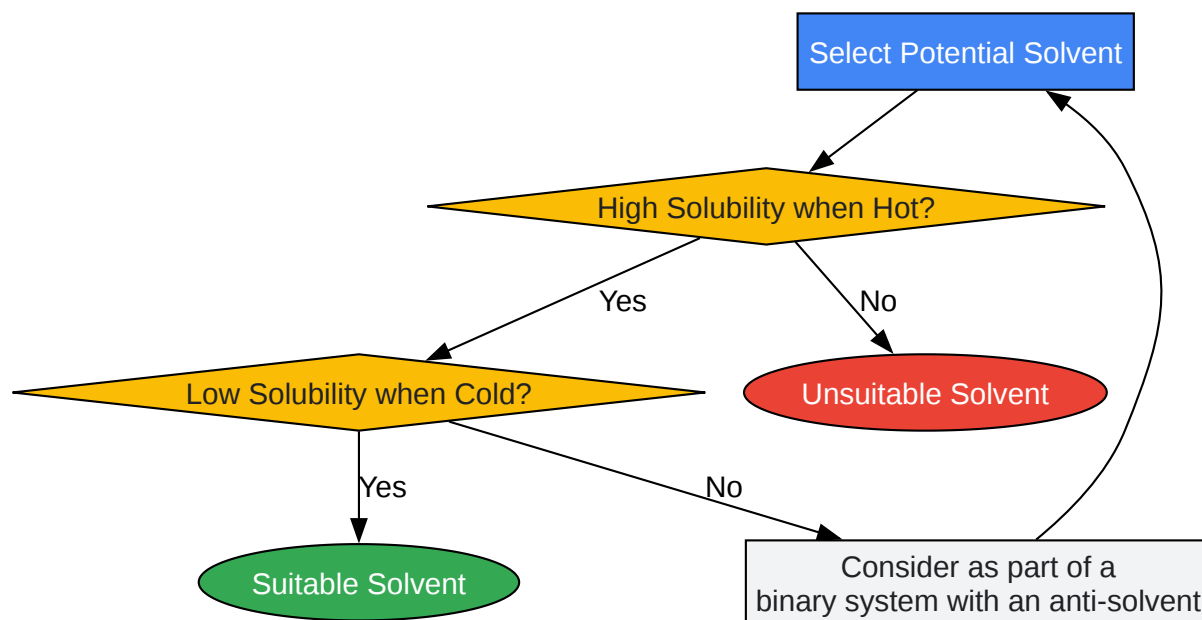 Select Potential Solvent
High Solubility when Hot?
Yes
No
Low Solubility when Cold?
Unsuitable Solvent
Yes
No
Suitable Solvent
Consider as part of a
binary system with an anti-solvent